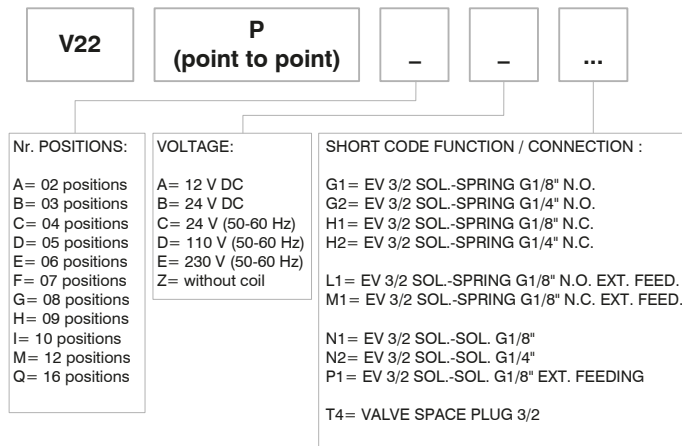 V22
P
(point to point)
–
–
...
Nr. POSITIONS:
A= 02 positions
B= 03 positions
C= 04 positions
D= 05 positions
E= 06 positions
F= 07 positions
G= 08 positions
H= 09 positions
I= 10 positions
M= 12 positions
Q= 16 positions
VOLTAGE:
A= 12 V DC
B= 24 V DC
C= 24 V (50-60 Hz)
D= 110 V (50-60 Hz)
E= 230 V (50-60 Hz)
Z= without coil
SHORT CODE FUNCTION / CONNECTION :
G1= EV 3/2 SOL.-SPRING G1/8" N.O.
G2= EV 3/2 SOL.-SPRING G1/4" N.O.
H1= EV 3/2 SOL.-SPRING G1/8" N.C.
H2= EV 3/2 SOL.-SPRING G1/4" N.C.
L1= EV 3/2 SOL.-SPRING G1/8" N.O. EXT. FEED.
M1= EV 3/2 SOL.-SPRING G1/8" N.C. EXT. FEED.
N1= EV 3/2 SOL.-SOL. G1/8"
N2= EV 3/2 SOL.-SOL. G1/4"
P1= EV 3/2 SOL.-SOL. G1/8" EXT. FEEDING
T4= VALVE SPACE PLUG 3/2